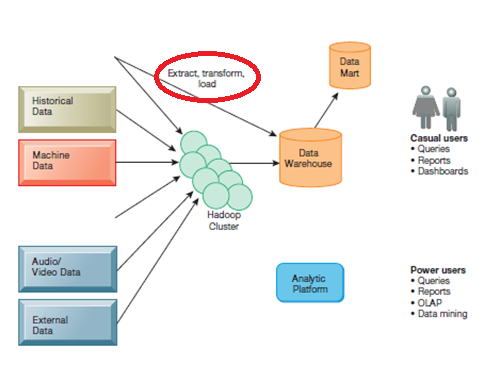 Extract, transform,
load
Data
Mart
Historical
Data
Machine
Data
Data
Warehouse
Casual users
• Queries
• Reports
• Dashboards
Hadoop
Cluster
Audio/
Video Data
Analytic
Platform
Power users
• Queries
• Reports
• OLAP
• Data mining
External
Data